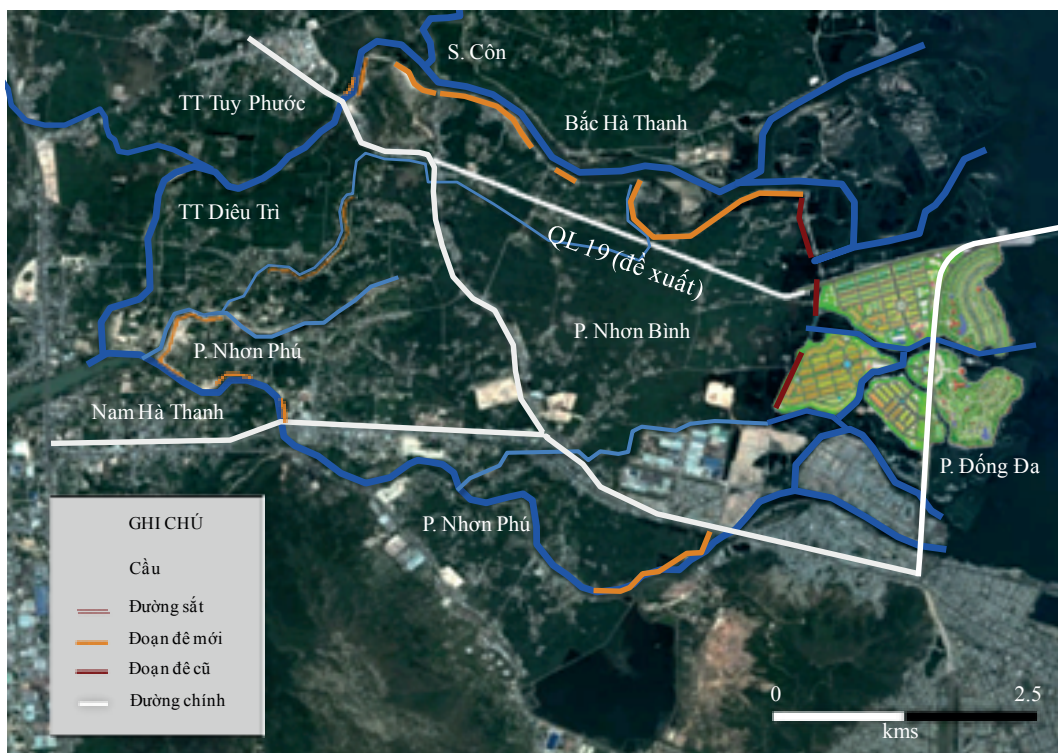 S. Côn
TT Tuy Phước
Bắc Hà Thanh
TT Diêu Trì
QL 19 (đề xuất)
P. Nhơn Bình
P. Nhơn Phú
Nam Hà Thanh
P. Đống Đa
P. Nhơn Phú
GHI CHÚ
Cầu
Đường sắt
Đoạn đê mới
Đoạn đê cũ
Đường chính
0 2.5
kms